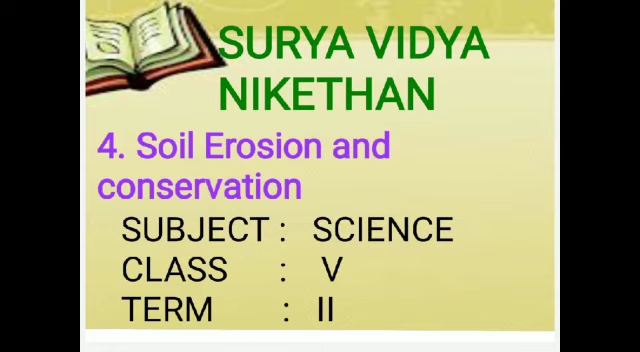 SURYA VIDYA
NIKETHAN
4. Soil Erosion and
conservation
SUBJECT : SCIENCE
CLASS : V
TERM : II